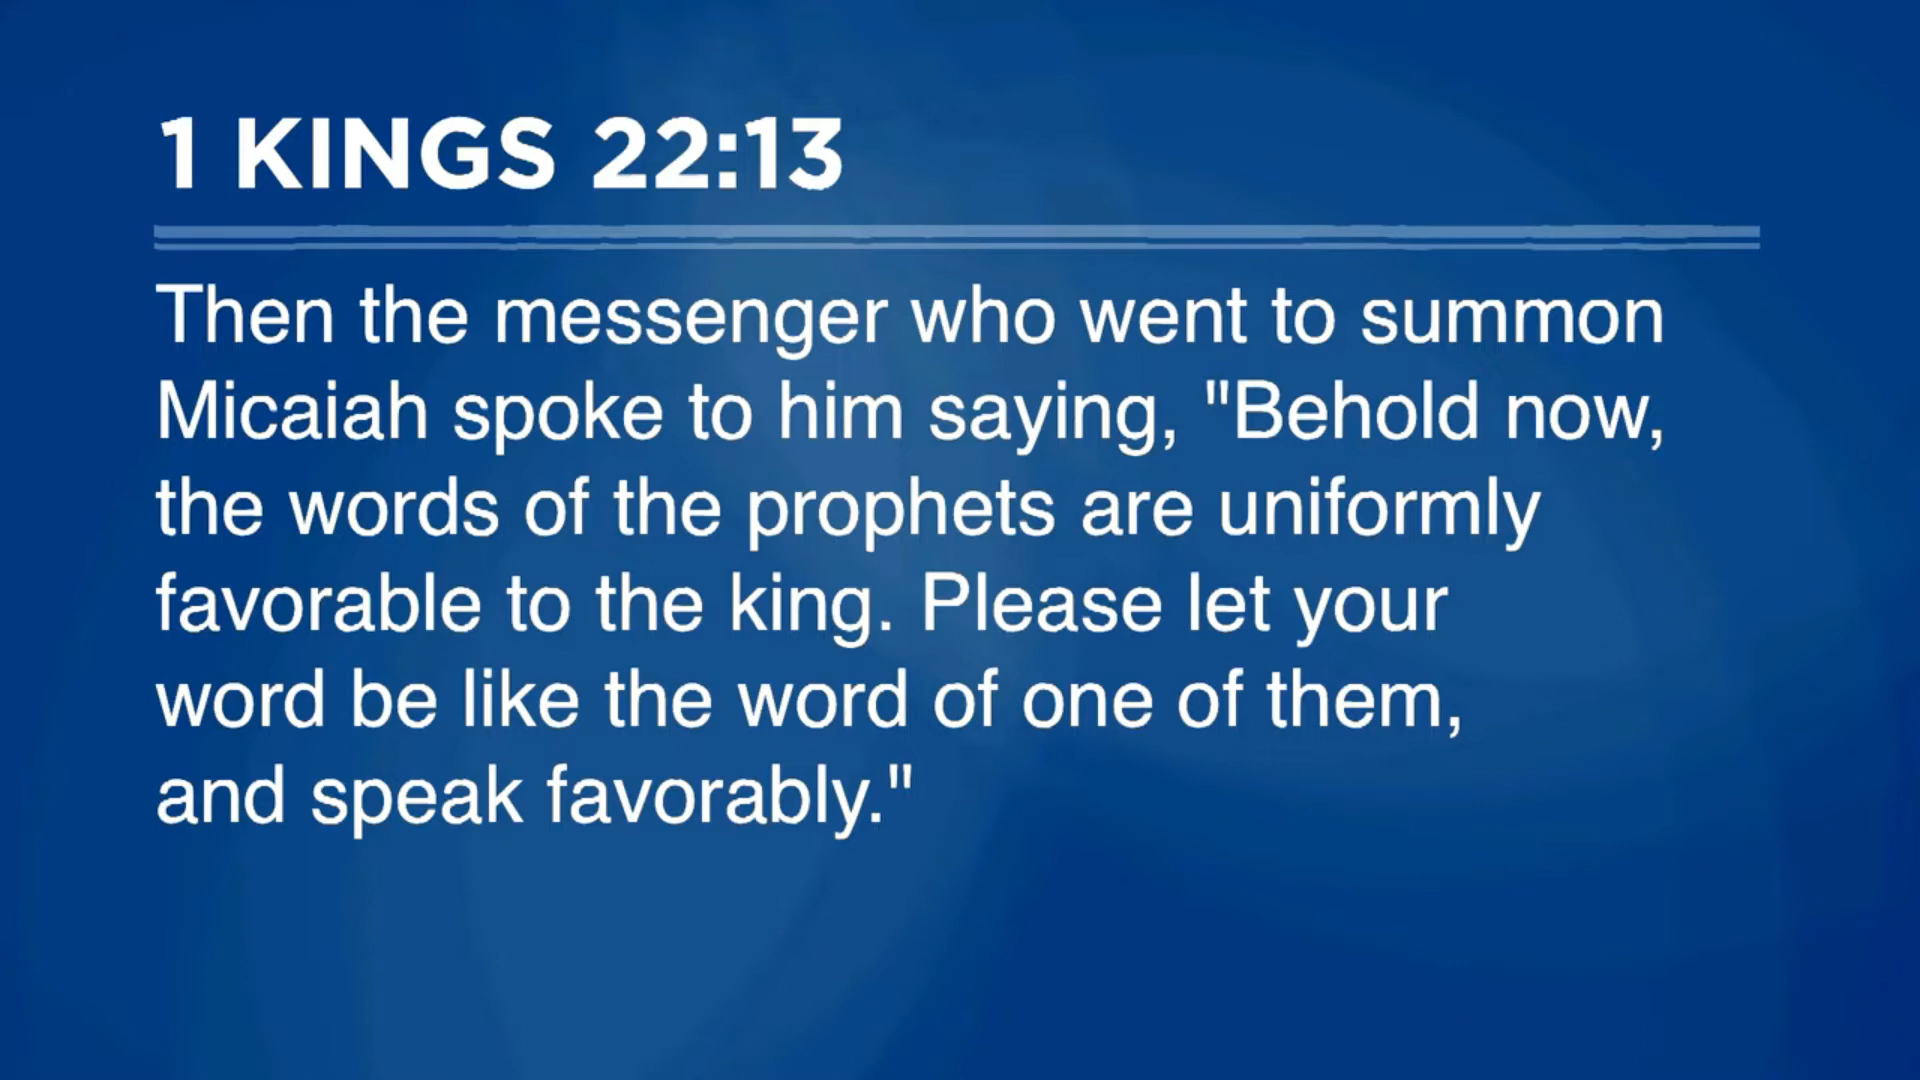 1 KINGS 22:13
Then the messenger who went to summon
Micaiah spoke to him saying, "Behold now,
the words of the prophets are uniformly
favorable to the king. Please let your
word be like the word of one of them,
and speak favorably."